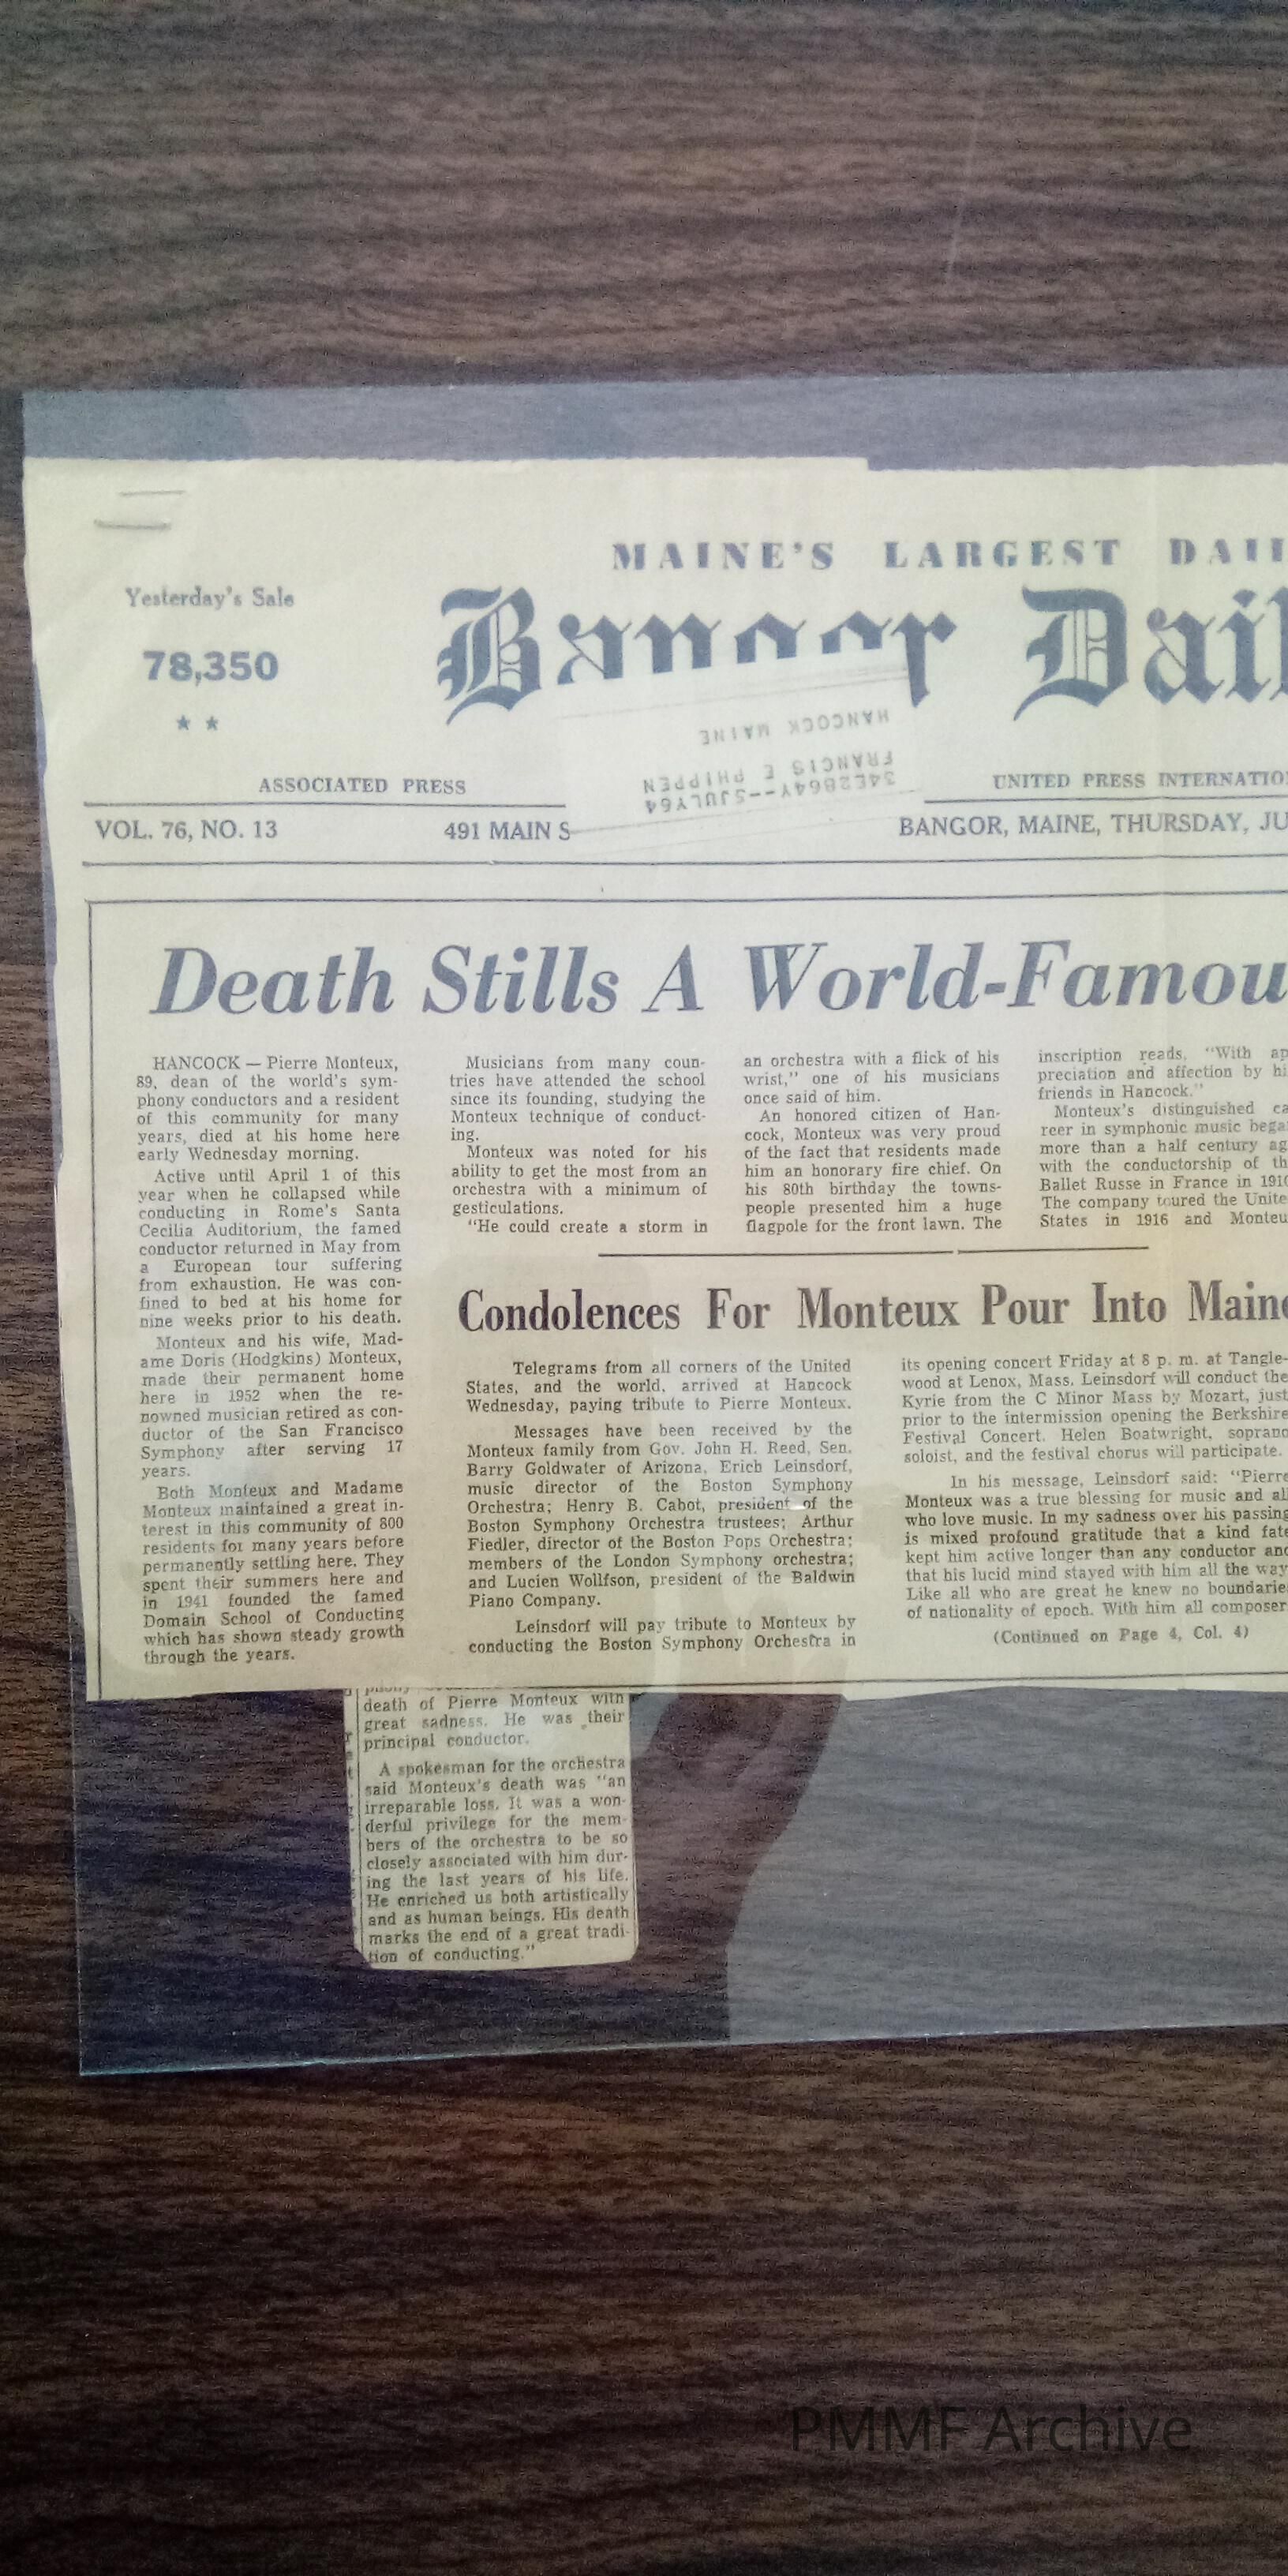 MAINE'S LARGEST
Yesterday's Sale
78,350
Bangor Dail
HANCOCK MAINE
FRANCIS E PHIPPEN
34E2864Y--5JULY64
ASSOCIATED PRESS
UNITED PRESS INTERNATIO
VOL. 76, NO. 13
491 MAIN S
BANGOR, MAINE, THURSDAY, JU
Death Stills A World-Famou
HANCOCK — Pierre Monteux,
89, dean of the world's sym-
phony conductors and a resident
of this community for many
years, died at his home here
early Wednesday morning.
Active until April 1 of this
year when he collapsed while
conducting in Rome's Santa
Cecilia Auditorium, the famed
conductor returned in May from
a European tour suffering
from exhaustion. He was con-
fined to bed at his home for
nine weeks prior to his death.
Monteux and his wife, Mad-
ame Doris (Hodgkins) Monteux,
made their permanent home
here in 1952 when the re-
nowned musician retired as con-
ductor of the San Francisco
Symphony after serving 17
years.
Both Monteux and Madame
Monteux maintained a great in-
terest in this community of 800
residents for many years before
permanently settling here. They
spent their summers here and
in 1941 founded the famed
Domain School of Conducting
which has shown steady growth
through the years.
Musicians from many coun-
tries have attended the school
since its founding, studying the
Monteux technique of conduct-
ing.
Monteux was noted for his
ability to get the most from an
orchestra with a minimum of
gesticulations.
"He could create a storm in
an orchestra with a flick of his
wrist," one of his musicians
once said of him.
An honored citizen of Han-
cock, Monteux was very proud
of the fact that residents made
him an honorary fire chief. On
his 80th birthday the towns-
people presented him a huge
flagpole for the front lawn. The
inscription reads, "With ap
preciation and affection by hi
friends in Hancock."
Monteux's distinguished ca
reer in symphonic music bega
more than a half century ag
with the conductorship of th
Ballet Russe in France in 1910
The company toured the Unite
States in 1916 and Monteu
Condolences For Monteux Pour Into Maine
Telegrams from all corners of the United
States, and the world, arrived at Hancock
Wednesday, paying tribute to Pierre Monteux.
Messages have been received by the
Monteux family from Gov. John H. Reed, Sen.
Barry Goldwater of Arizona, Erich Leinsdorf,
music director of the Boston Symphony
Orchestra; Henry B. Cabot, president of the
Boston Symphony Orchestra trustees; Arthur
Fiedler, director of the Boston Pops Orchestra;
members of the London Symphony orchestra;
and Lucien Wollfson, president of the Baldwin
Piano Company.
Leinsdorf will pay tribute to Monteux by
conducting the Boston Symphony Orchestra in
its opening concert Friday at 8 p. m. at Tangle-
wood at Lenox, Mass. Leinsdorf will conduct the
Kyrie from the C Minor Mass by Mozart, just
prior to the intermission opening the Berkshire
Festival Concert. Helen Boatwright, soprano
soloist, and the festival chorus will participate.
In his message, Leinsdorf said: "Pierre
Monteux was a true blessing for music and all
who love music. In my sadness over his passing
is mixed profound gratitude that a kind fate
kept him active longer than any conductor and
that his lucid mind stayed with him all the way
Like all who are great he knew no boundarie
of nationality of epoch. With him all composer
(Continued on Page 4, Col. 4)
death of Pierre Monteux with
great sadness. He was their
principal conductor.
A spokesman for the orchestra
said Monteux's death was "an
irreparable loss. It was a won-
derful privilege for the mem-
bers of the orchestra to be so
closely associated with him dur-
ing the last years of his life.
He enriched us both artistically
and as human beings. His death
marks the end of a great tradi-
tion of conducting."
PMMF Archive